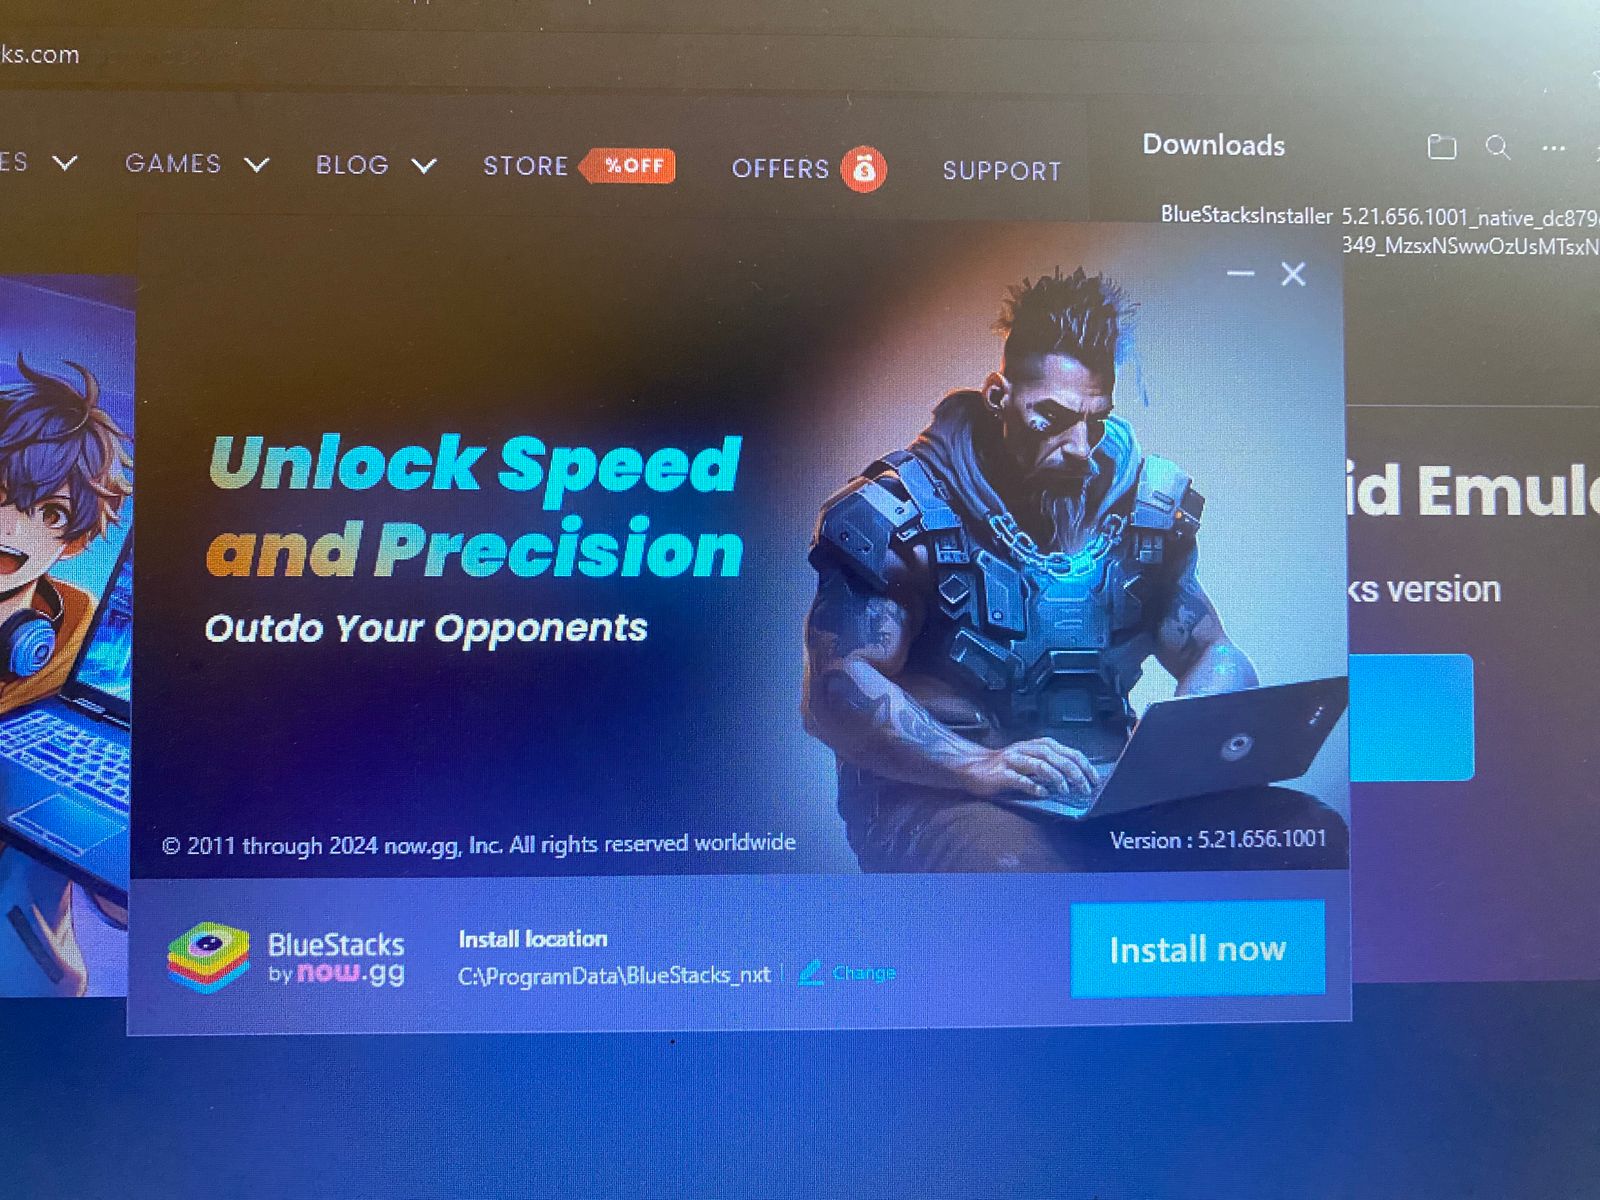 ks.com
ES
GAMES
BLOG
STORE
%OFF
OFFERS
SUPPORT
Downloads
BlueStacksInstaller 5.21.656.1001_native_dc879
349_MzsxNSwwOzUsMTsxN
Unlock Speed
and Precision
Outdo Your Opponents
id Emul
ks version
© 2011 through 2024 now.gg, Inc. All rights reserved worldwide
Version : 5.21.656.1001
BlueStacks
by now.gg
Install location
C:\ProgramData\BlueStacks_nxt
Change
Install now